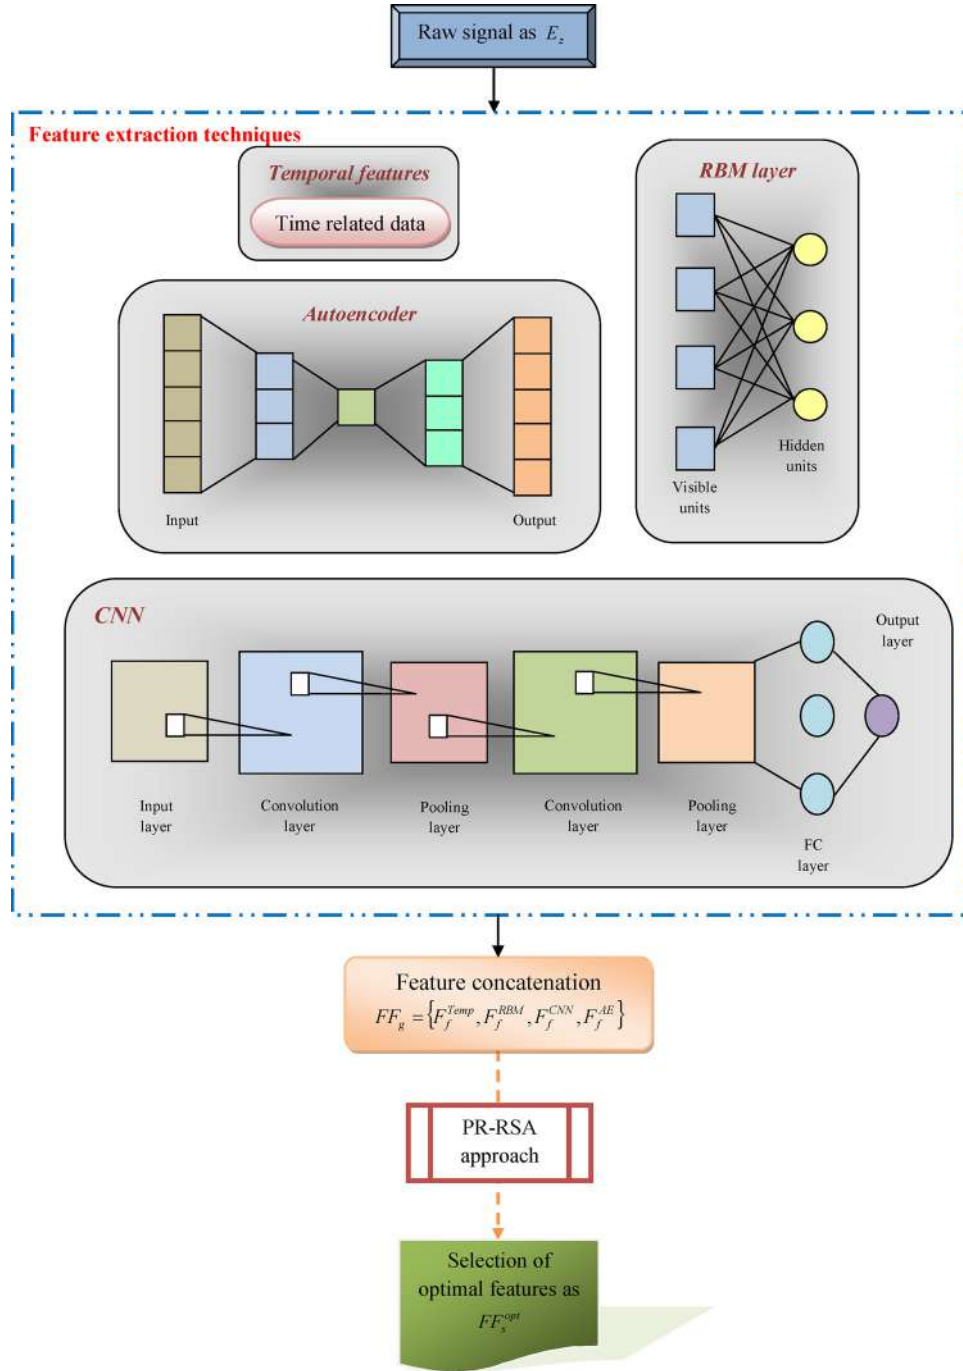 Raw signal as E_z
Feature extraction techniques
Temporal features
Time related data
RBM layer
Hidden
units
Visible
units
Autoencoder
Input
Output
CNN
Output
layer
Input
layer
Convolution
layer
Pooling
layer
Convolution
layer
Pooling
layer
FC
layer
Feature concatenation
FF_g = {F_f^{Temp}, F_f^{RBM}, F_f^{CNN}, F_f^{AE}}
PR-RSA
approach
Selection of
optimal features as
FF_s^{opt}